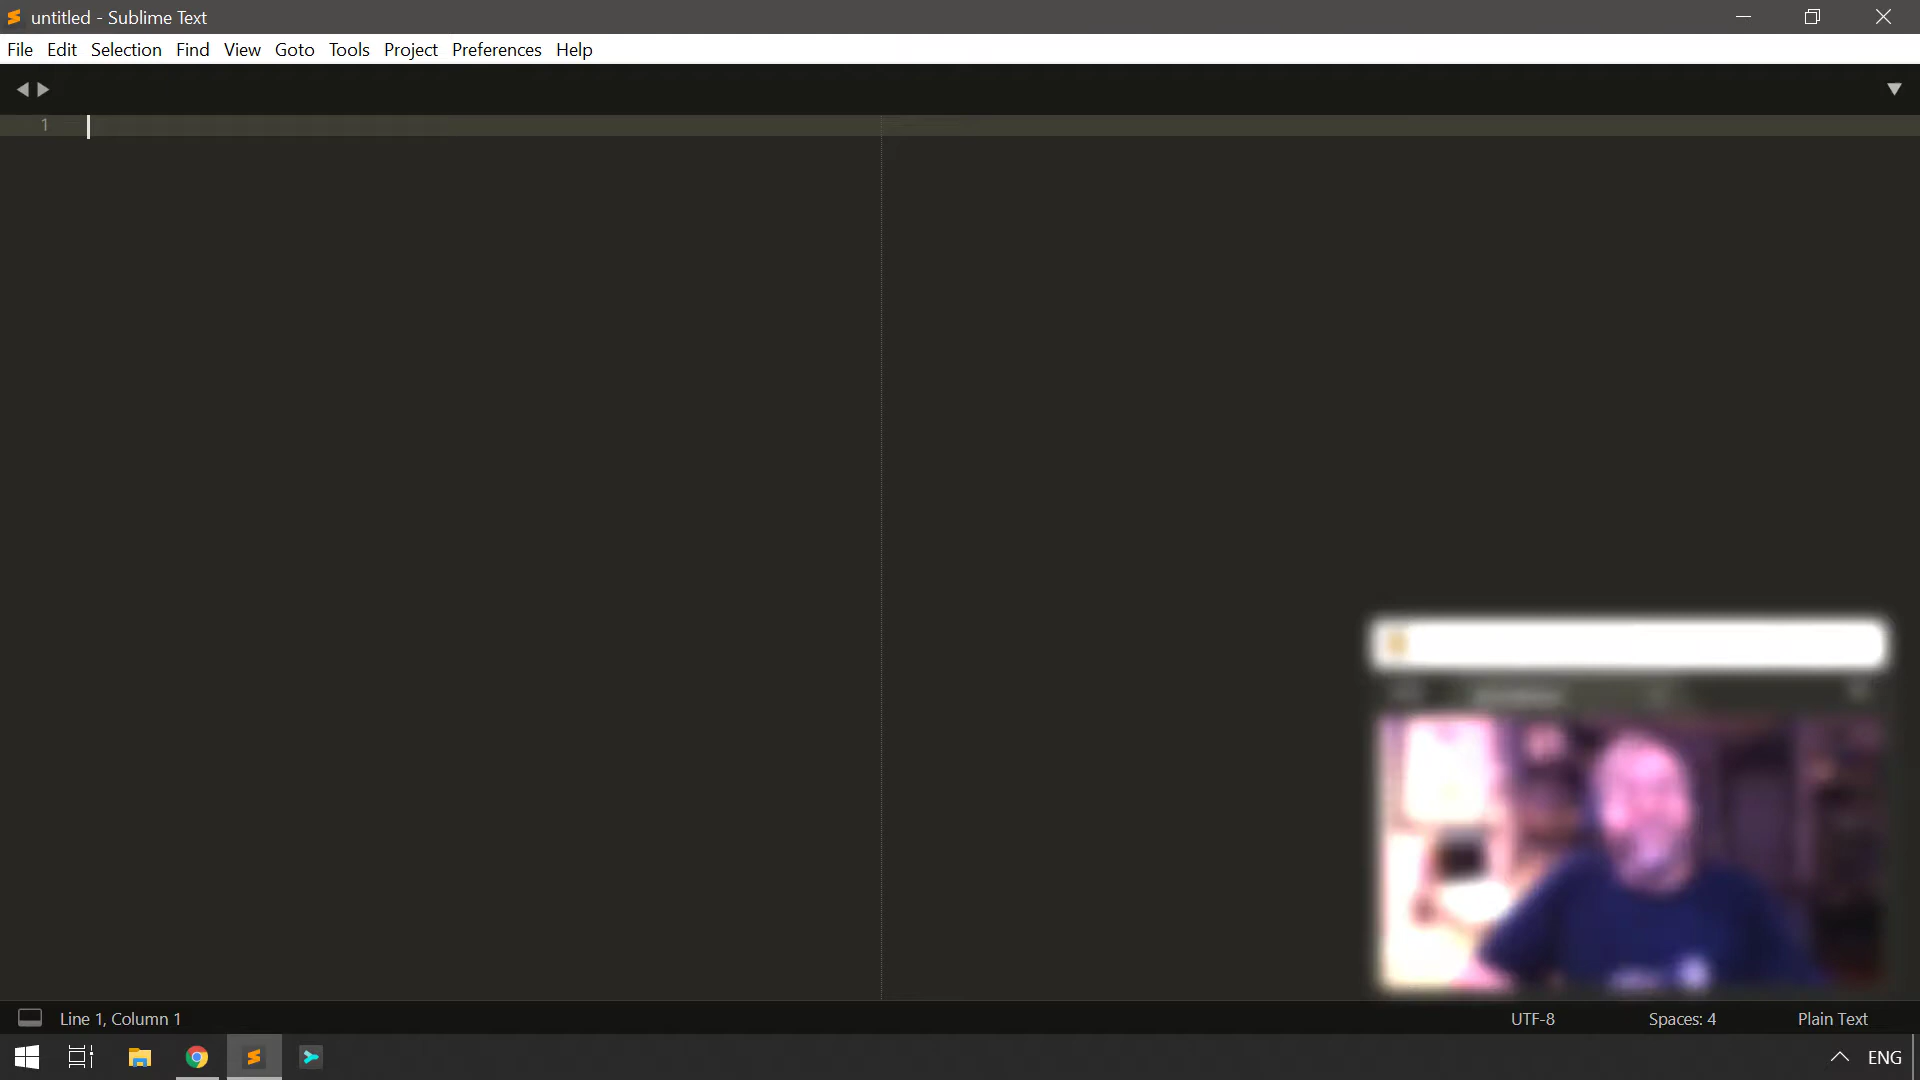 untitled - Sublime Text
File Edit Selection Find View Goto Tools Project Preferences Help
1
Line 1, Column 1 UTF-8 Spaces: 4 Plain Text
ENG